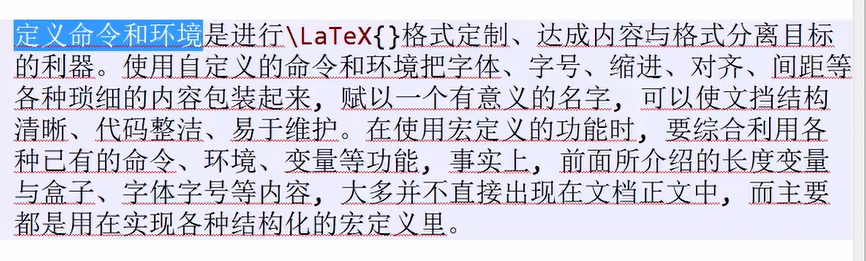 定义命令和环境是进行\LaTeX{}格式定制、达成内容与格式分离目标
的利器。使用自定义的命令和环境把字体、字号、缩进、对齐、间距等
各种琐细的内容包装起来, 赋以一个有意义的名字, 可以使文挡结构
清晰、代码整洁、易于维护。在使用宏定义的功能时, 要综合利用各
种已有的命令、环境、变量等功能, 事实上, 前面所介绍的长度变量
与盒子、字体字号等内容, 大多并不直接出现在文档正文中, 而主要
都是用在实现各种结构化的宏定义里。